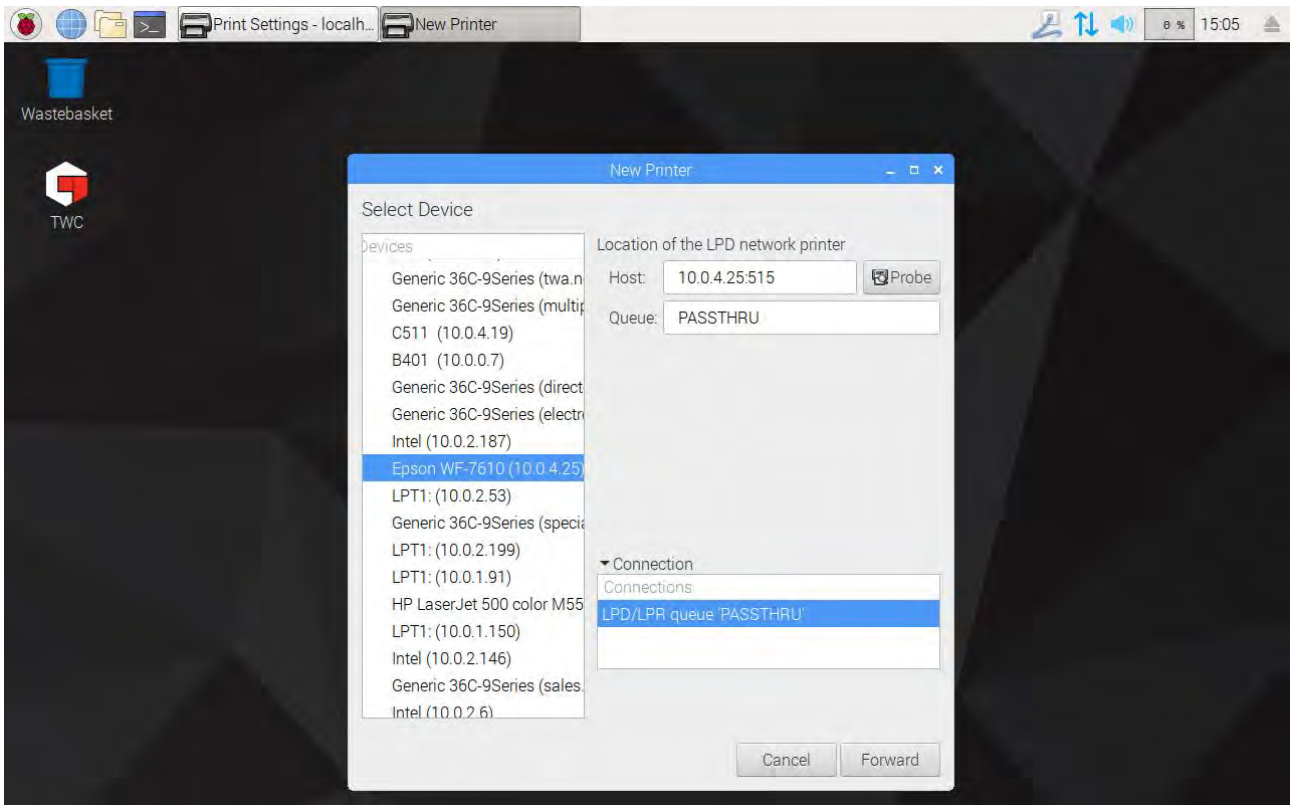 Print Settings - localh... New Printer 0 % 15:05
Wastebasket
TWC
New Printer
Select Device
Devices
Generic 36C-9Series (twa.n
Generic 36C-9Series (multip
C511 (10.0.4.19)
B401 (10.0.0.7)
Generic 36C-9Series (direct
Generic 36C-9Series (electro
Intel (10.0.2.187)
Epson WF-7610 (10.0.4.25)
LPT1: (10.0.2.53)
Generic 36C-9Series (specia
LPT1: (10.0.2.199)
LPT1: (10.0.1.91)
HP LaserJet 500 color M55
LPT1: (10.0.1.150)
Intel (10.0.2.146)
Generic 36C-9Series (sales.
Intel (10.0.2.6)
Location of the LPD network printer
Host: 10.0.4.25:515 Probe
Queue: PASSTHRU
Connection
Connections
LPD/LPR queue 'PASSTHRU'
Cancel Forward